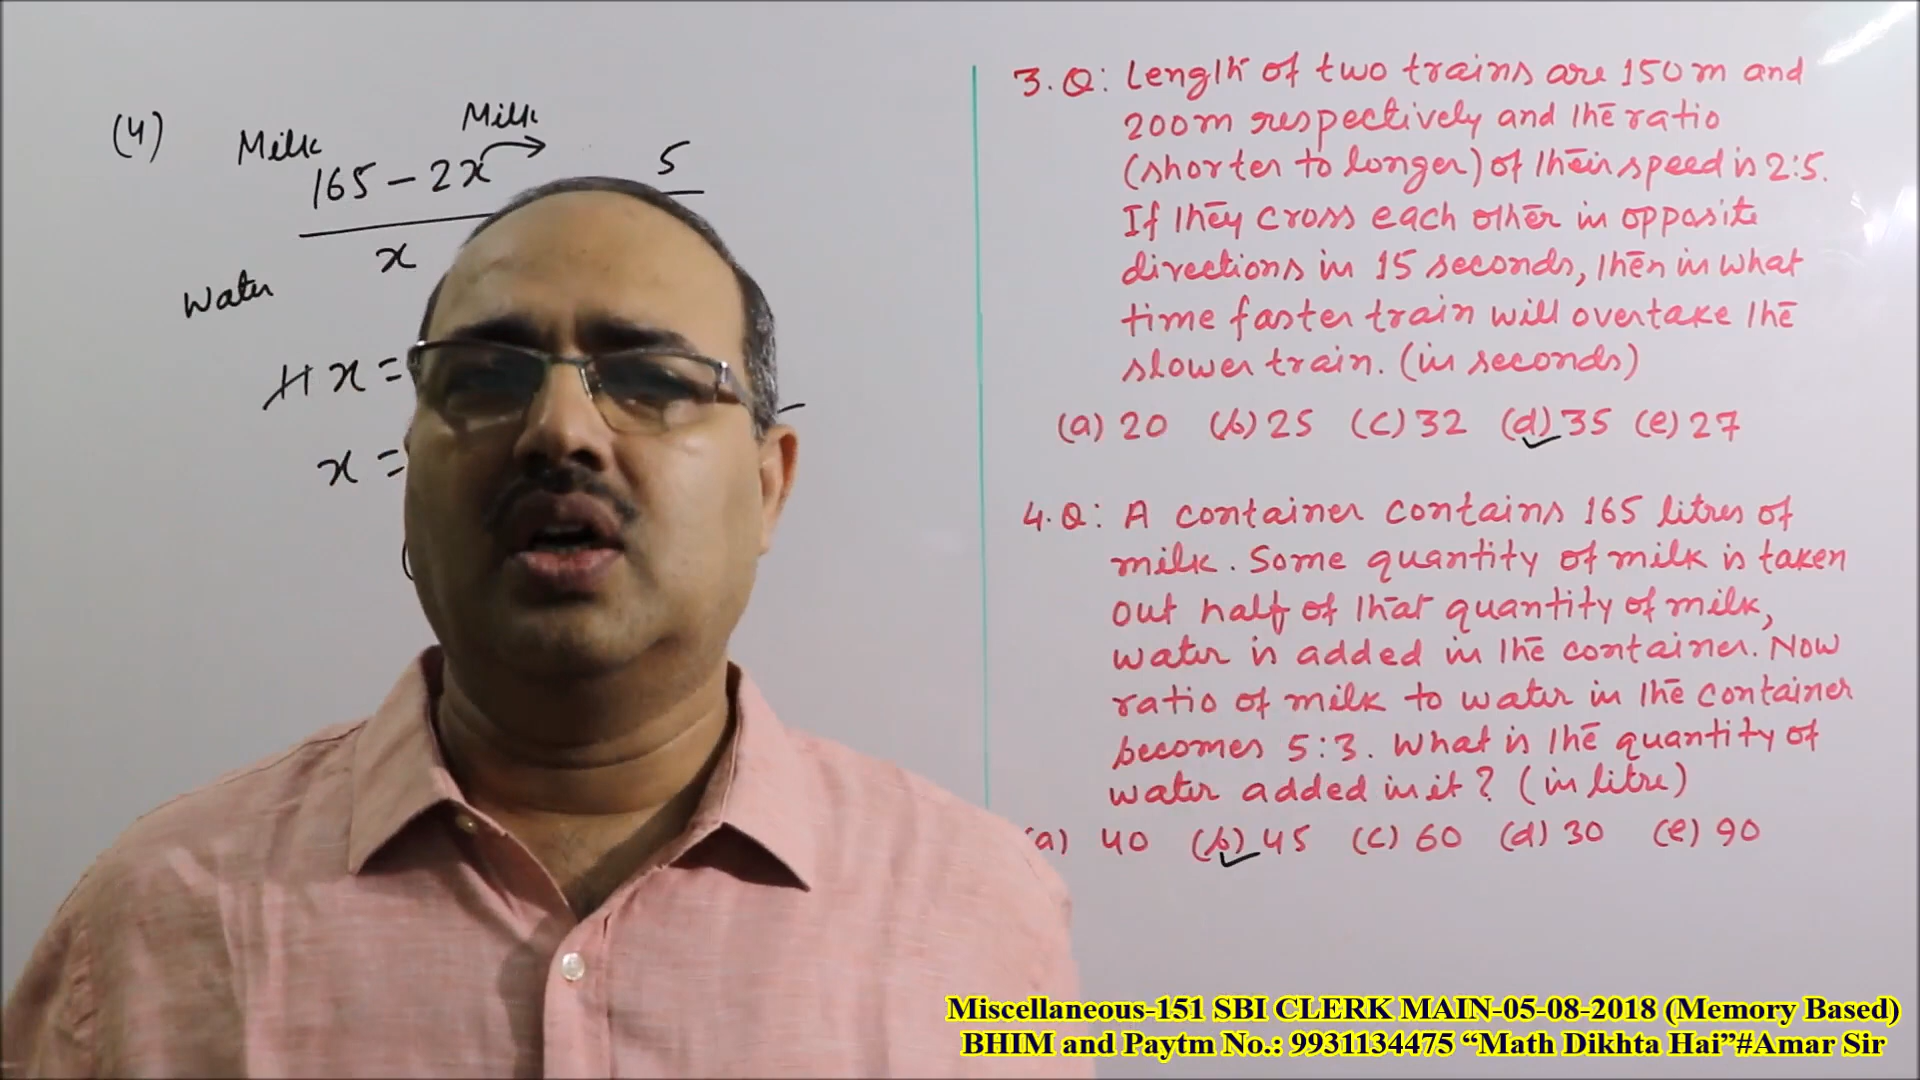 (4)
Milk
Milk
165-2x
5
x
Water
11 x =
x =
3. Q: Length of two trains are 150m and
200m respectively and the ratio
(shorter to longer) of their speed is 2:5.
If they cross each other in opposite
directions in 15 seconds, then in what
time faster train will overtake the
slower train. (in seconds)
(a) 20 (b) 25 (c) 32 (d) 35 (e) 27
4. Q: A container contains 165 litres of
milk. Some quantity of milk is taken
out half of that quantity of milk,
water is added in the container. Now
ratio of milk to water in the container
becomes 5:3. What is the quantity of
water added in it? (in litre)
(a) 40 (b) 45 (c) 60 (d) 30 (e) 90
Miscellaneous-151 SBI CLERK MAIN-05-08-2018 (Memory Based)
BHIM and Paytm No.: 9931134475 “Math Dikhta Hai”#Amar Sir